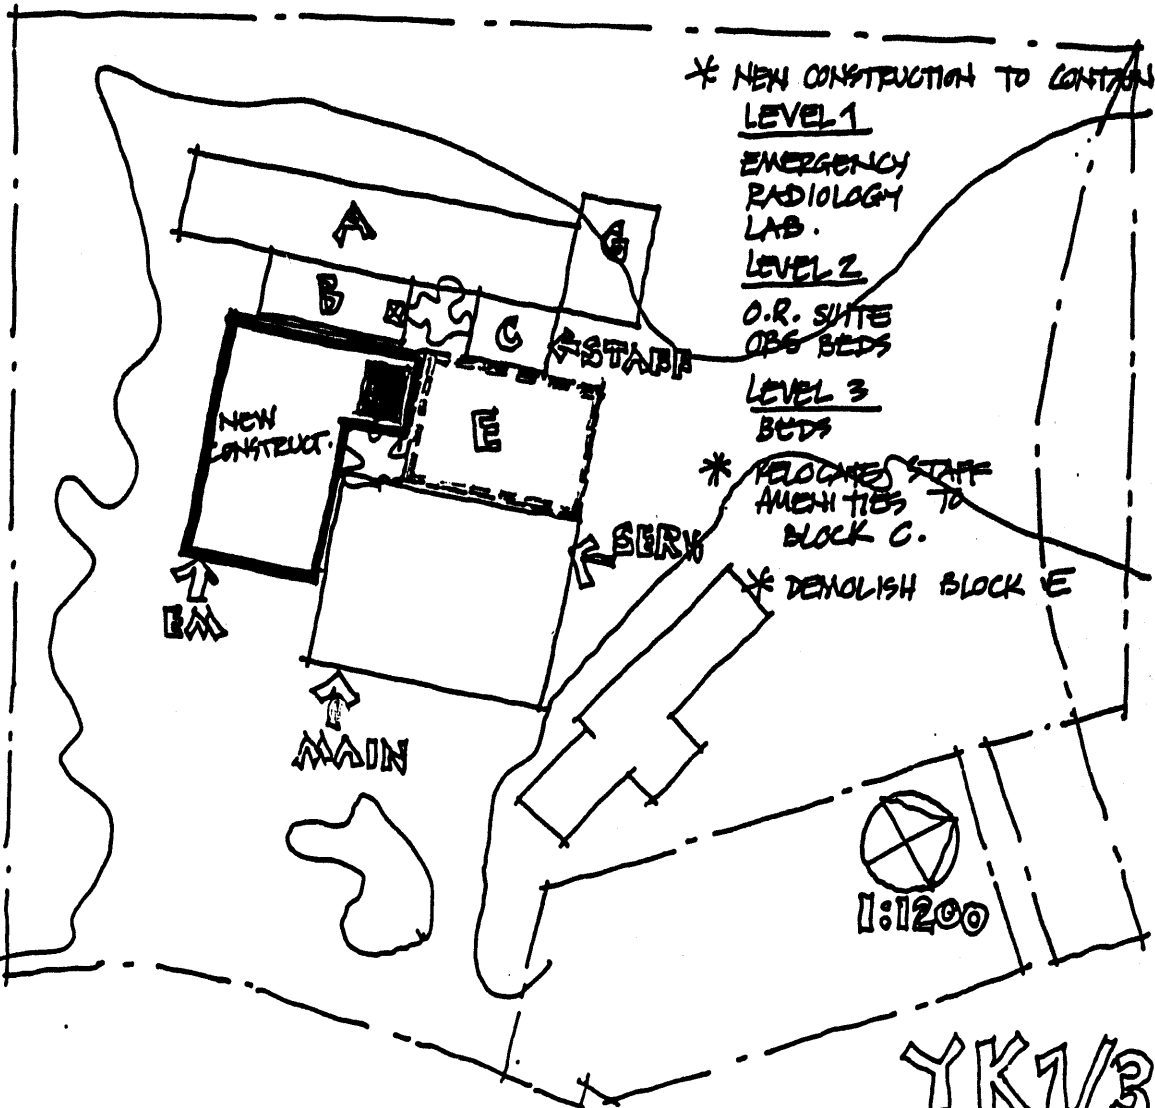 * NEW CONSTRUCTION TO CONTAIN
LEVEL 1
EMERGENCY
RADIOLOGY
LAB.
LEVEL 2
O.R. SUITE
OBS BEDS
LEVEL 3
BEDS
* RELOCATE STAFF
AMENITIES TO
BLOCK C.
* DEMOLISH BLOCK E
A
G
B
C
STAFF
NEW
CONSTRUCT.
E
SERV.
EM
MAIN
1:1200
YK1/3